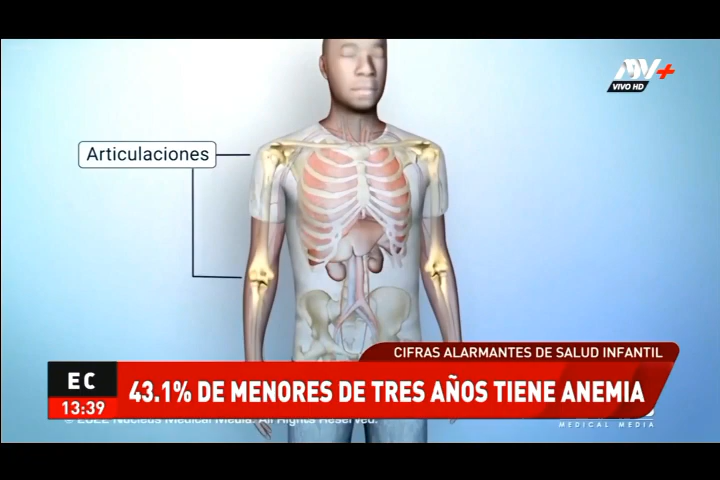 ATV+
VIVO HD
Articulaciones
CIFRAS ALARMANTES DE SALUD INFANTIL
EC
43.1% DE MENORES DE TRES AÑOS TIENE ANEMIA
13:39
© 2022 Nucleus Medical Media. All Rights Reserved.
MEDICAL MEDIA